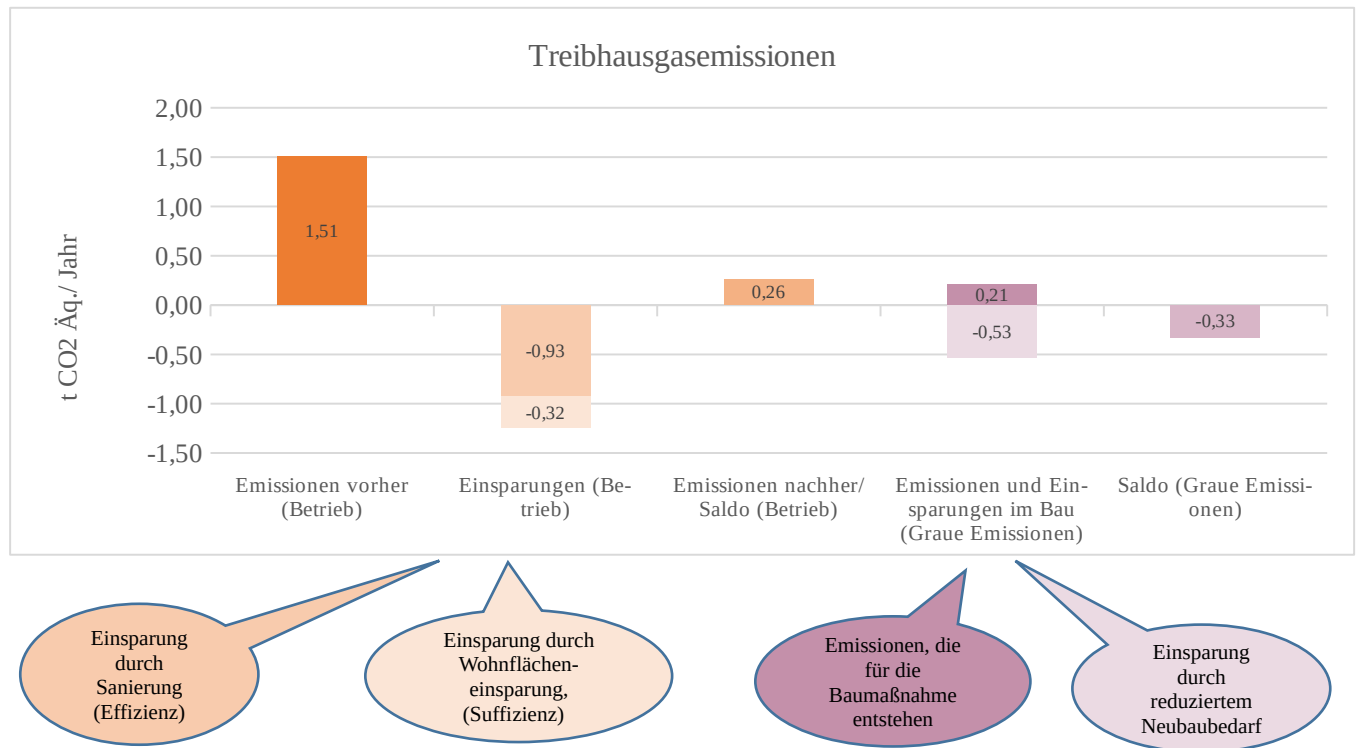 Treibhausgasemissionen
t CO2 Äq./ Jahr
2,00
1,50
1,00
0,50
0,00
-0,50
-1,00
-1,50
1,51
-0,93
-0,32
0,26
0,21
-0,53
-0,33
Emissionen vorher
(Betrieb)
Einsparungen (Be-
trieb)
Emissionen nachher/
Saldo (Betrieb)
Emissionen und Ein-
sparungen im Bau
(Graue Emissionen)
Saldo (Graue Emissi-
onen)
Einsparung
durch
Sanierung
(Effizienz)
Einsparung durch
Wohnflächen-
einsparung,
(Suffizienz)
Emissionen, die
für die
Baumaßnahme
entstehen
Einsparung
durch
reduziertem
Neubaubedarf